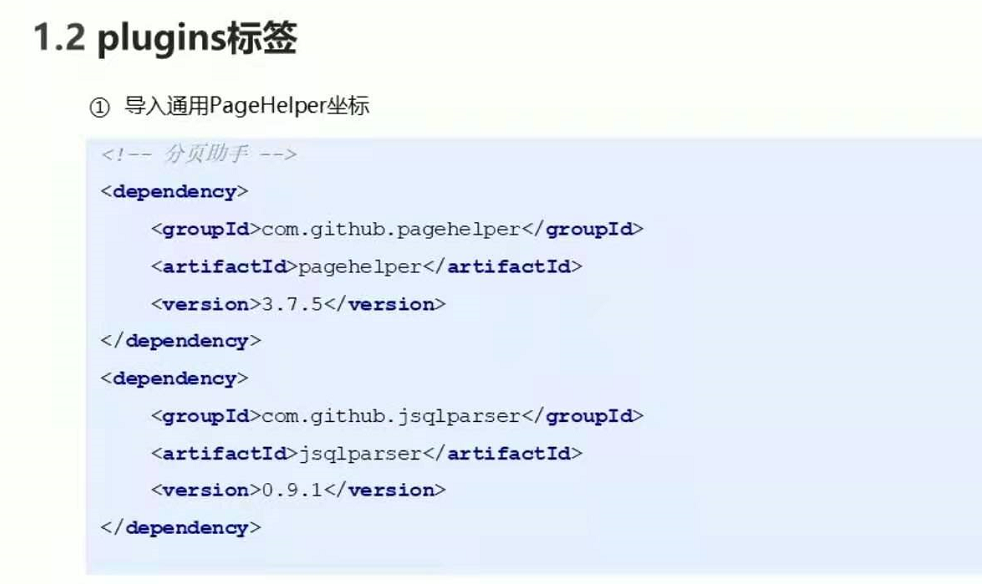 1.2 plugins标签
① 导入通用PageHelper坐标
<!-- 分页助手 -->
<dependency>
    <groupId>com.github.pagehelper</groupId>
    <artifactId>pagehelper</artifactId>
    <version>3.7.5</version>
</dependency>
<dependency>
    <groupId>com.github.jsqlparser</groupId>
    <artifactId>jsqlparser</artifactId>
    <version>0.9.1</version>
</dependency>